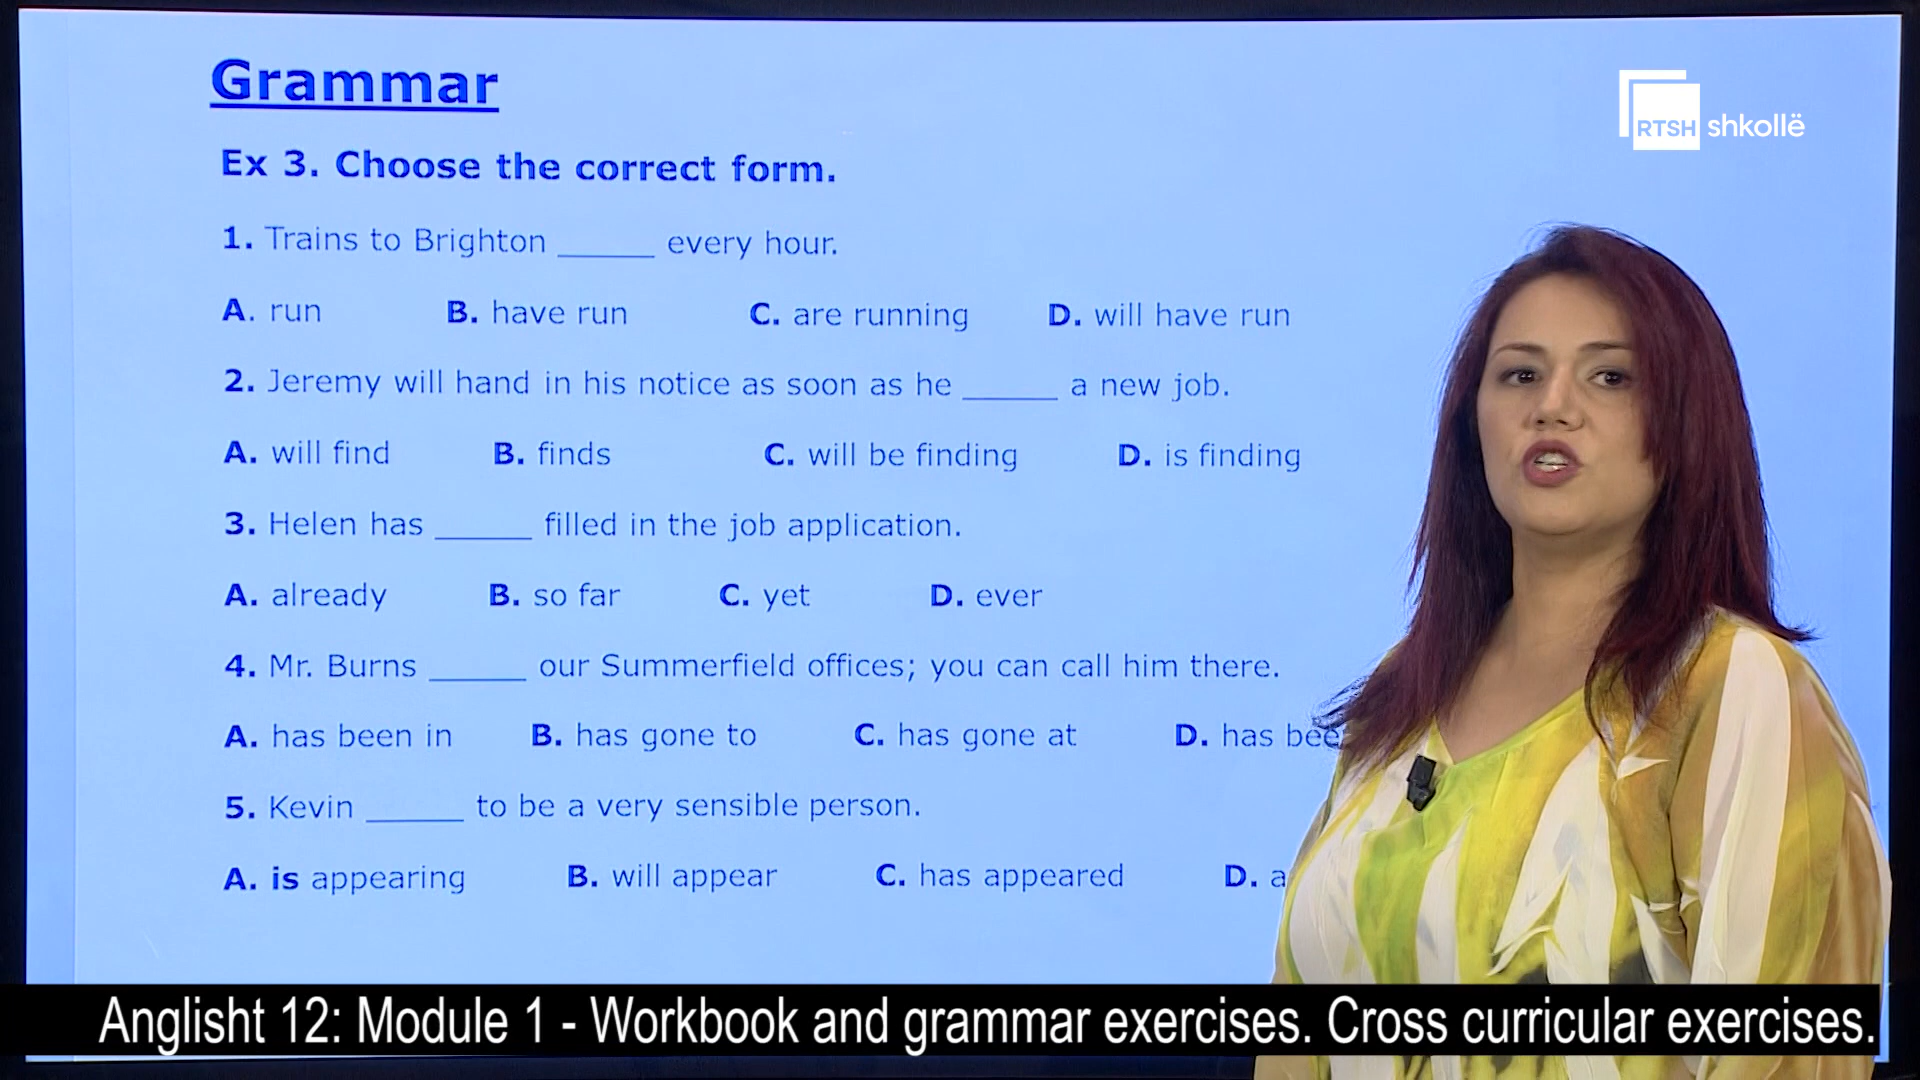 Grammar
RTSH shkollë
Ex 3. Choose the correct form.
1. Trains to Brighton ______ every hour.
A. run B. have run C. are running D. will have run
2. Jeremy will hand in his notice as soon as he ______ a new job.
A. will find B. finds C. will be finding D. is finding
3. Helen has ______ filled in the job application.
A. already B. so far C. yet D. ever
4. Mr. Burns ______ our Summerfield offices; you can call him there.
A. has been in B. has gone to C. has gone at D. has
5. Kevin ______ to be a very sensible person.
A. is appearing B. will appear C. has appeared D.
Anglisht 12: Module 1 - Workbook and grammar exercises. Cross curricular exercises.